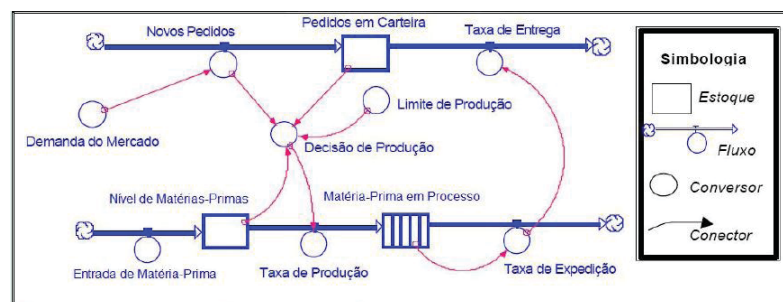 Novos Pedidos
Pedidos em Carteira
Taxa de Entrega
Demanda do Mercado
Limite de Produção
Decisão de Produção
Nível de Matérias-Primas
Matéria-Prima em Processo
Entrada de Matéria-Prima
Taxa de Produção
Taxa de Expedição
Simbologia
Estoque
Fluxo
Conversor
Conector